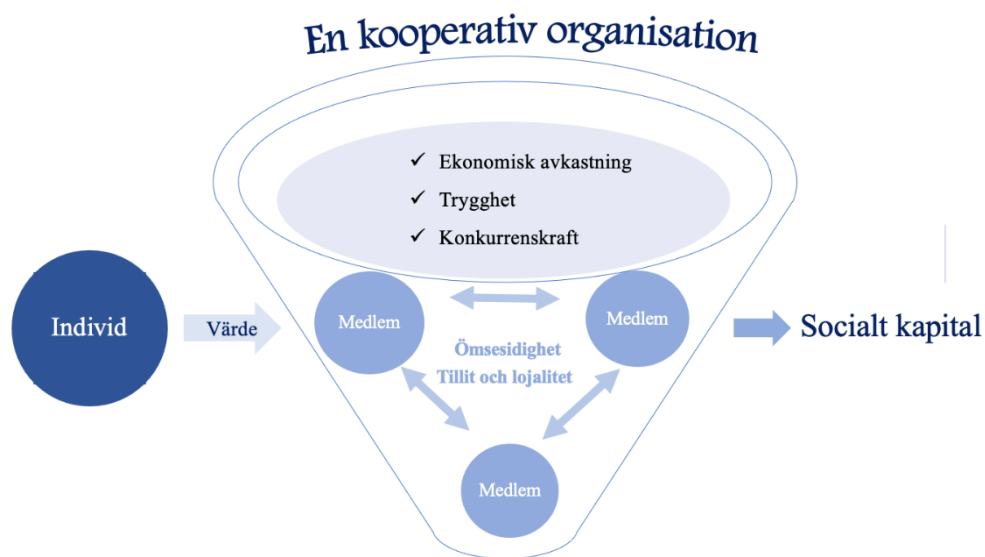 En kooperativ organisation
✓ Ekonomisk avkastning
✓ Trygghet
✓ Konkurrenskraft
Individ
Värde
Medlem
Medlem
Ömsesidighet
Tillit och lojalitet
Medlem
Socialt kapital